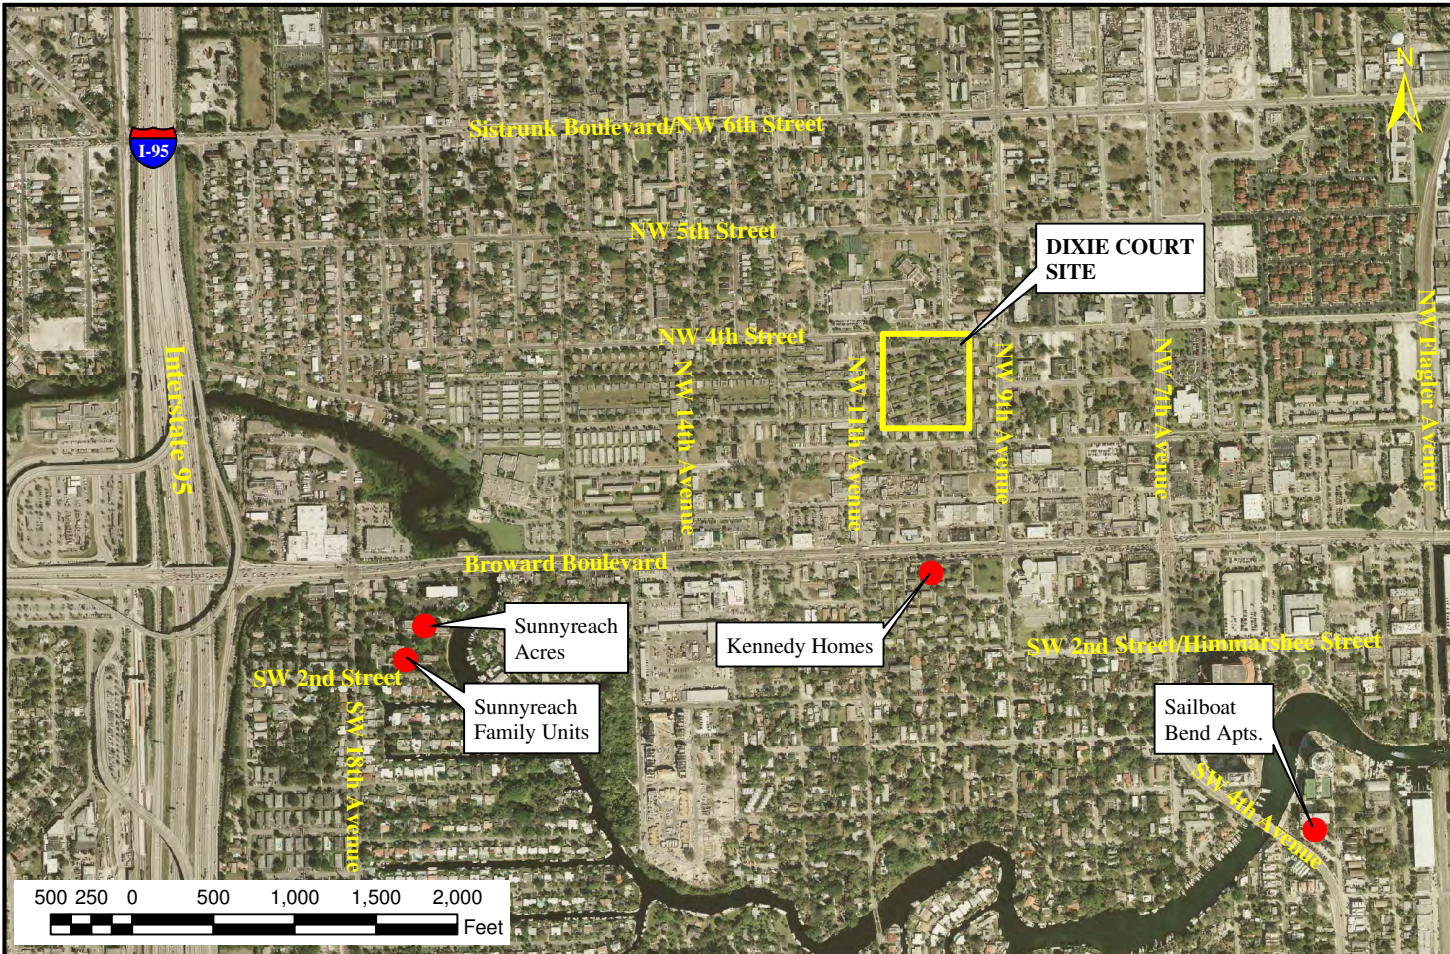 N
Sistrunk Boulevard/NW 6th Street
I-95
NW 5th Street
DIXIE COURT
SITE
NW 4th Street
Interstate 95
NW 14th Avenue
NW 11th Avenue
NW 9th Avenue
NW 7th Avenue
NW Flagler Avenue
Broward Boulevard
Sunnyreach
Acres
Kennedy Homes
SW 2nd Street/Himmarshee Street
SW 2nd Street
Sunnyreach
Family Units
Sailboat
Bend Apts.
SW 18th Avenue
SW 4th Avenue
500 250 0 500 1,000 1,500 2,000
Feet